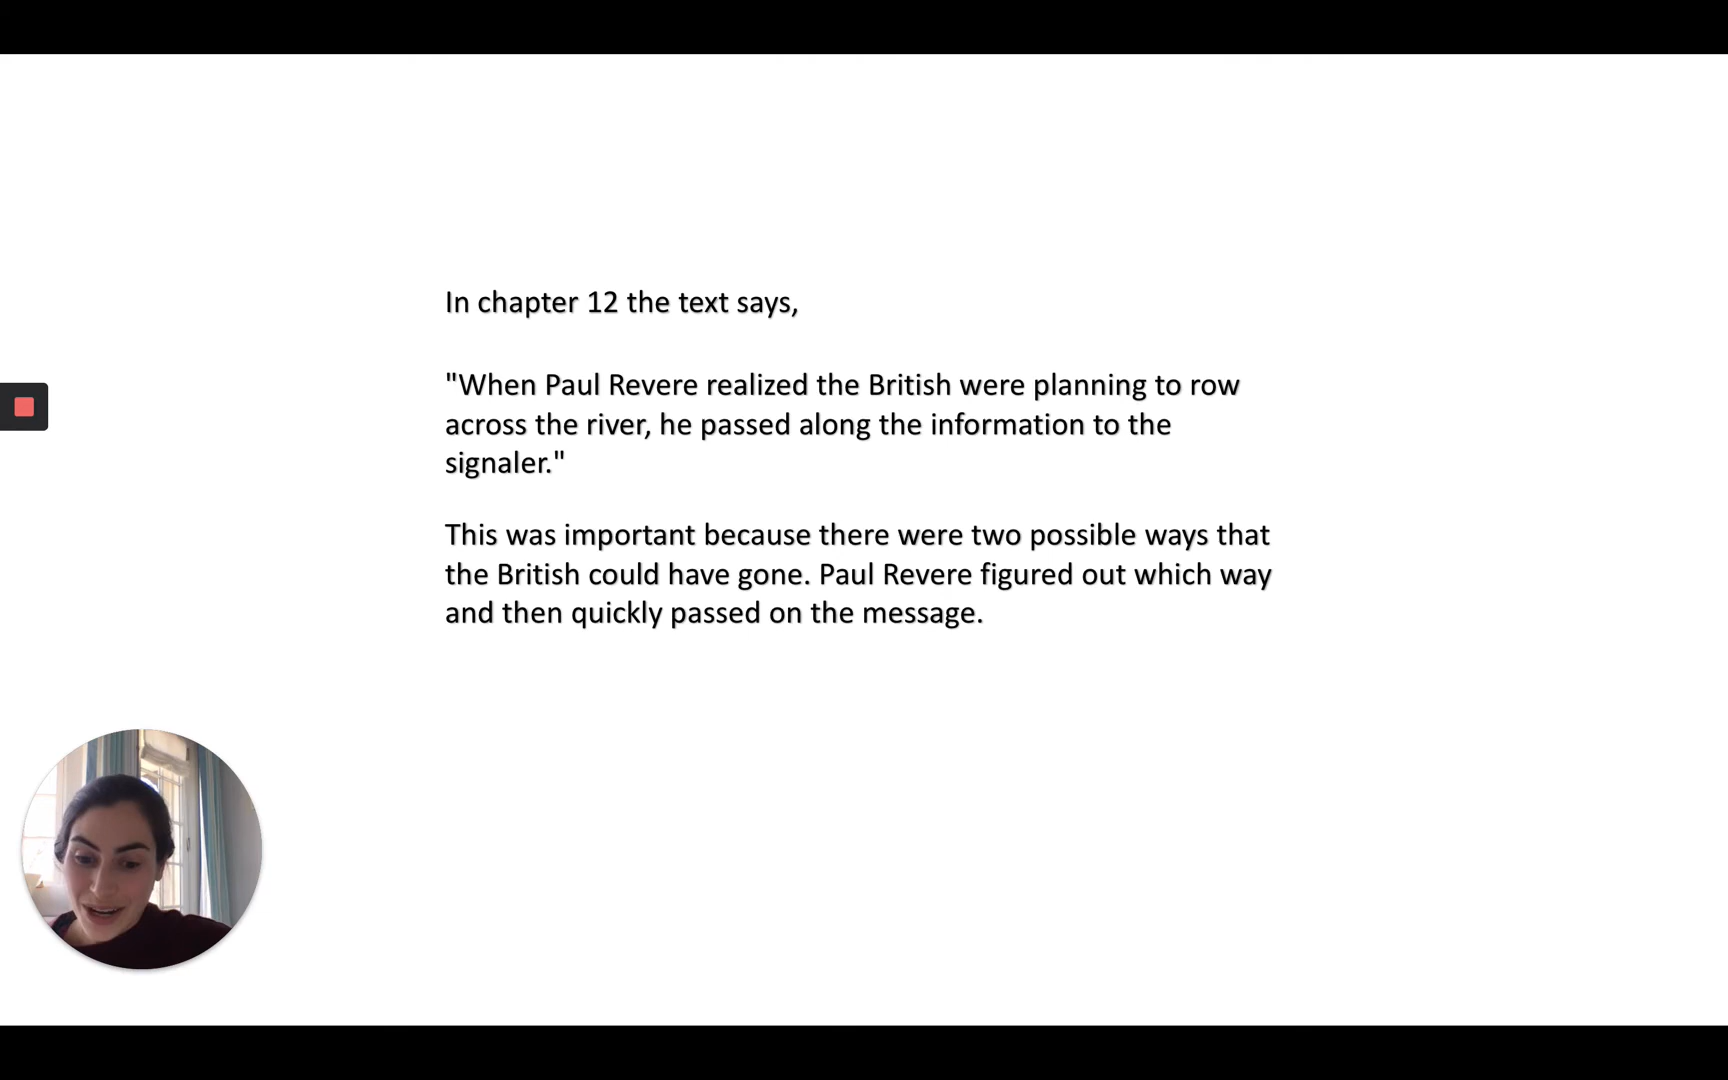 In chapter 12 the text says,
"When Paul Revere realized the British were planning to row
across the river, he passed along the information to the
signaler."
This was important because there were two possible ways that
the British could have gone. Paul Revere figured out which way
and then quickly passed on the message.